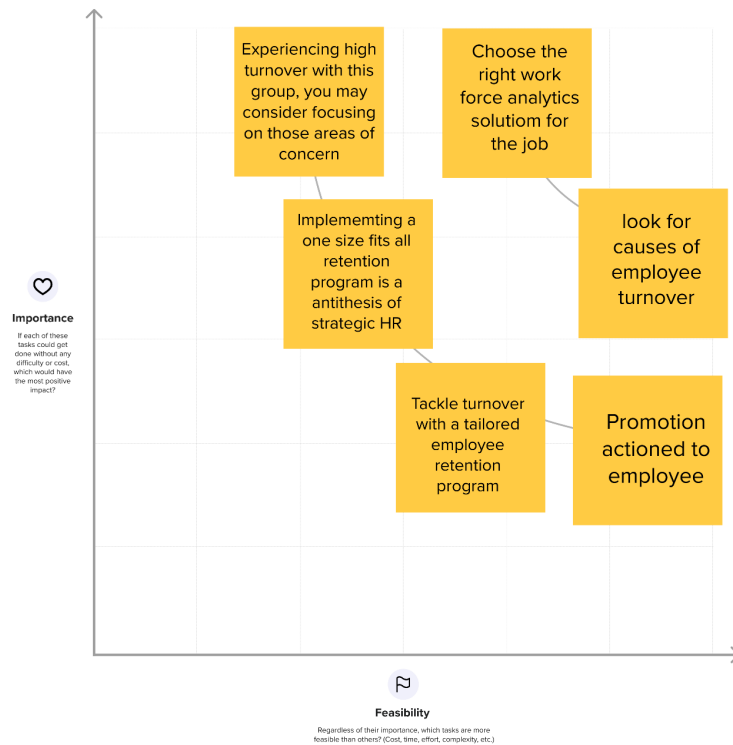 Experiencing high
turnover with this
group, you may
consider focusing
on those areas of
concern
Choose the
right work
force analytics
solutiom for
the job
Implememting a
one size fits all
retention
program is a
antithesis of
strategic HR
look for
causes of
employee
turnover
Tackle turnover
with a tailored
employee
retention
program
Promotion
actioned to
employee
Importance
If each of these
tasks could get
done without any
difficulty or cost,
which would have
the most positive
impact?
Feasibility
Regardless of their importance, which tasks are more
feasible than others? (Cost, time, effort, complexity, etc.)